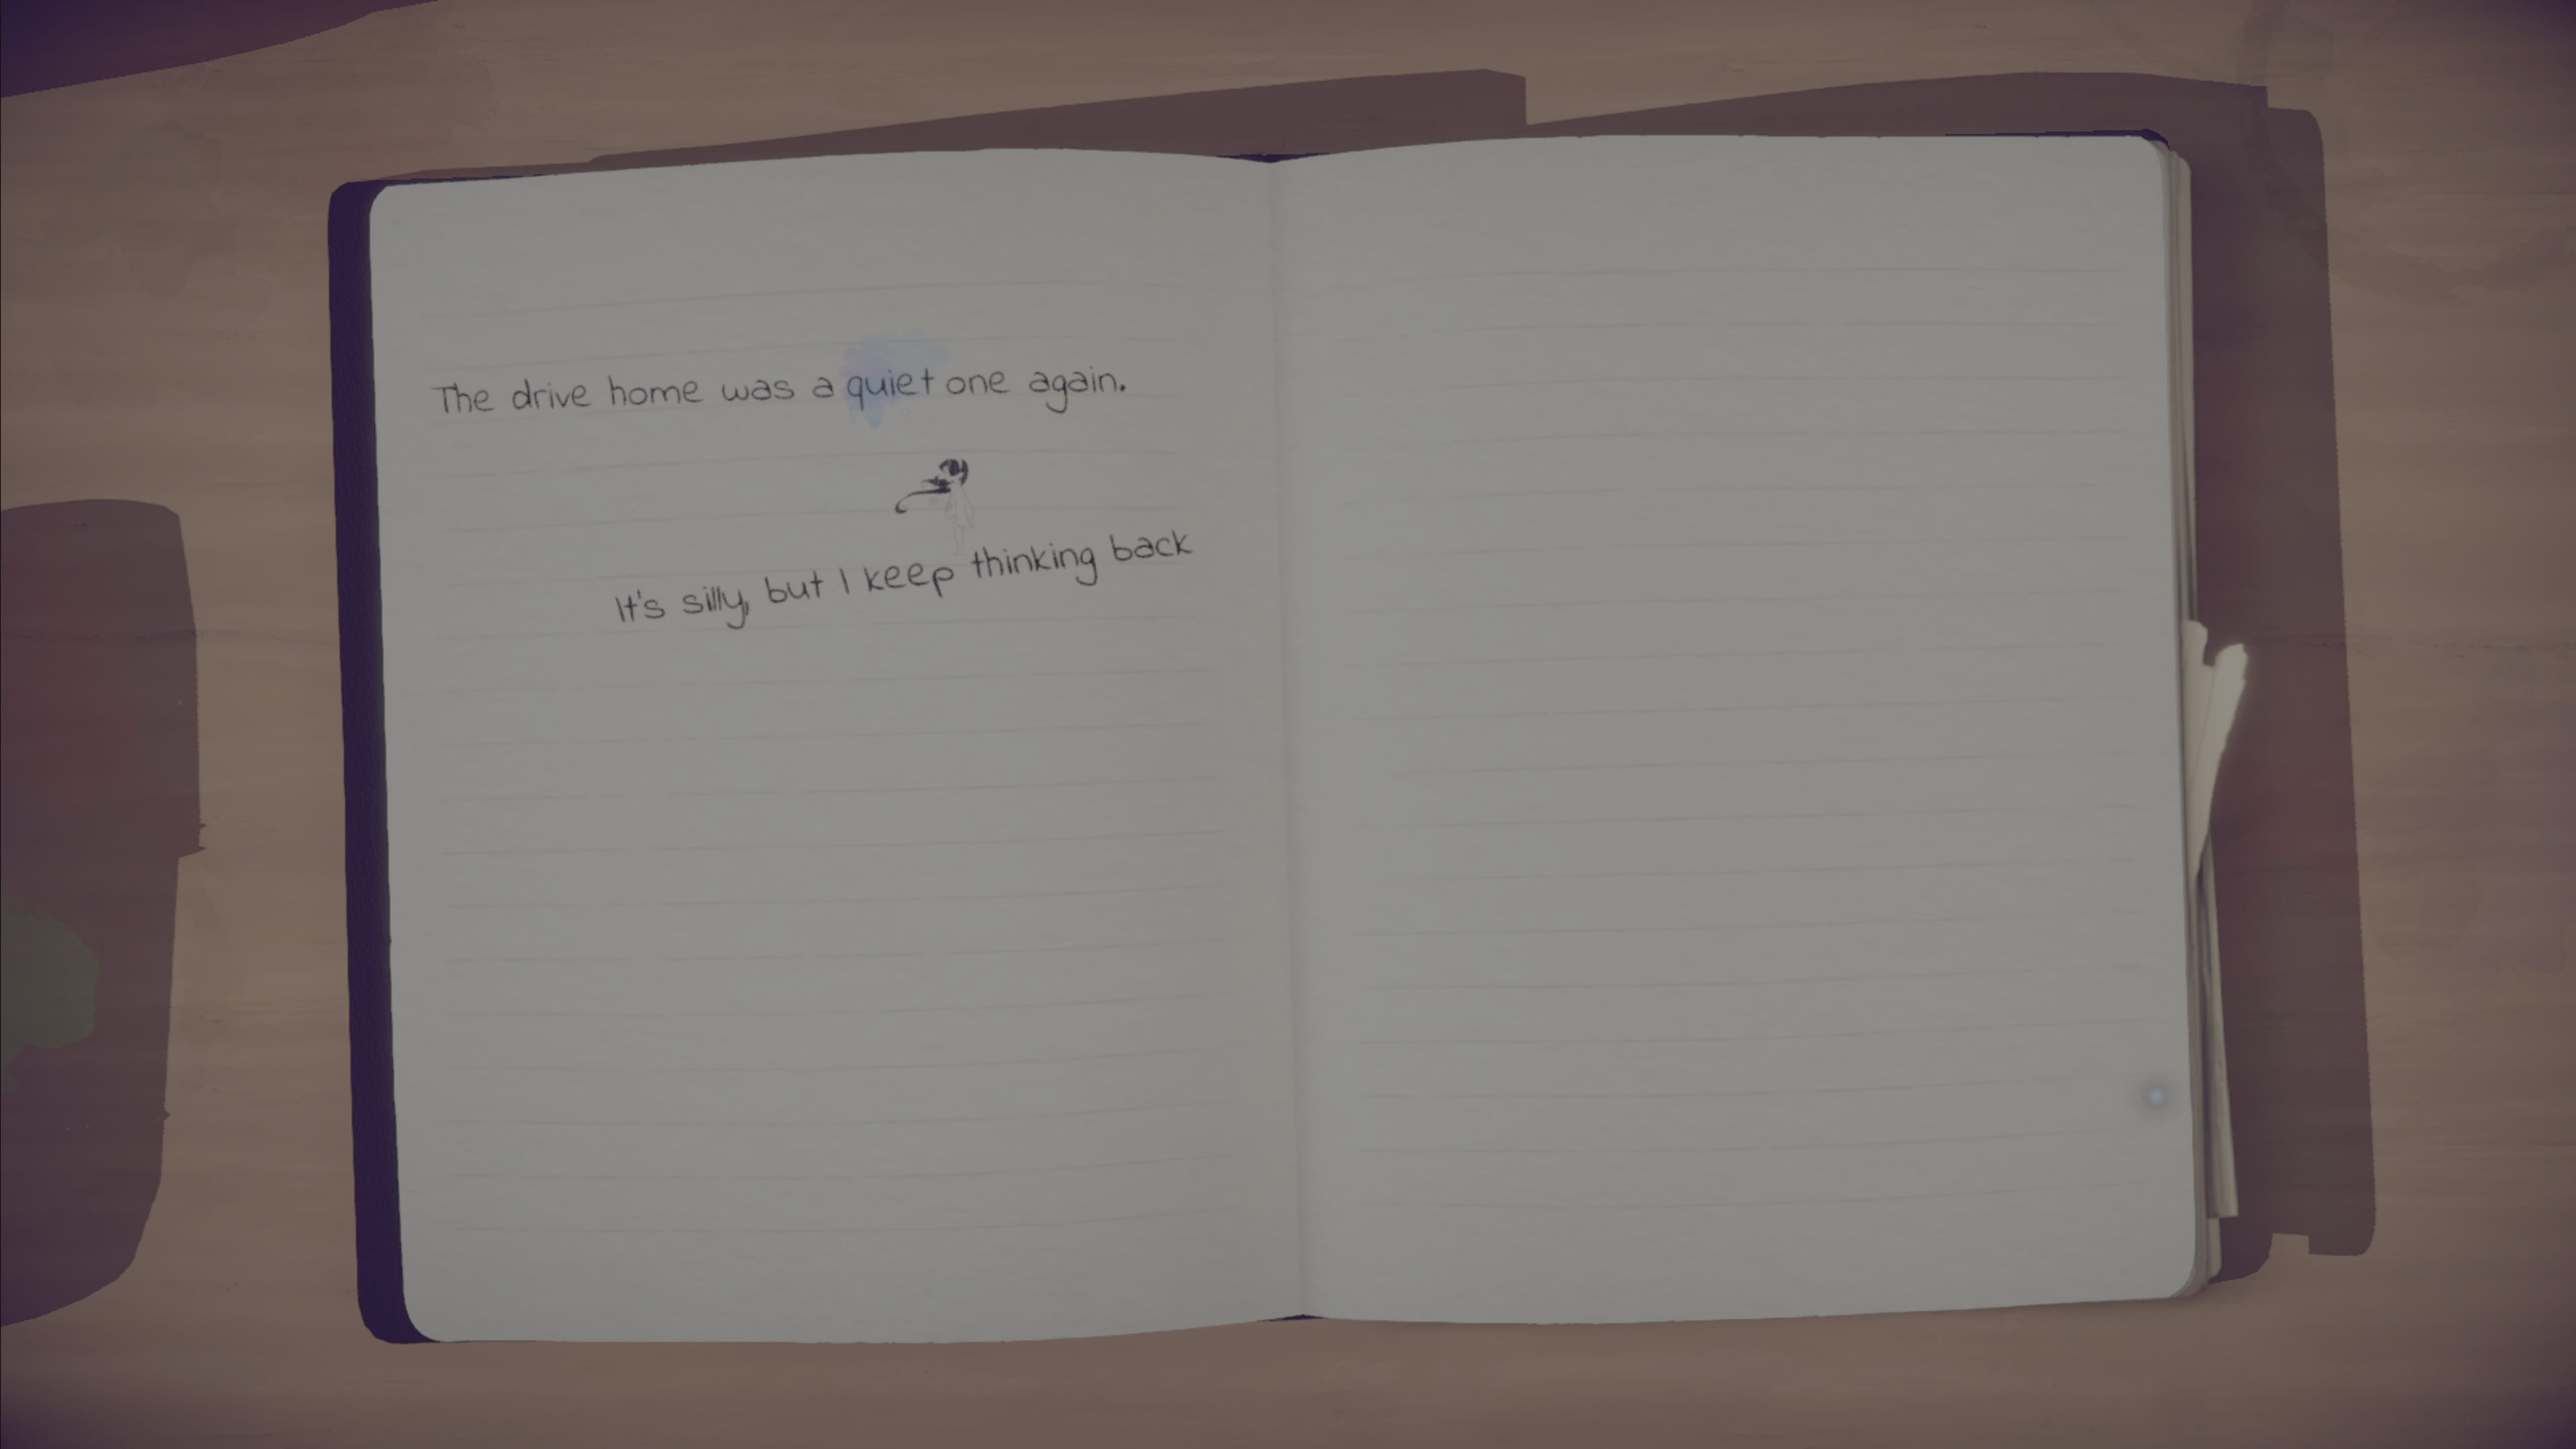 The drive home was a quiet one again.
It's silly, but I keep thinking back